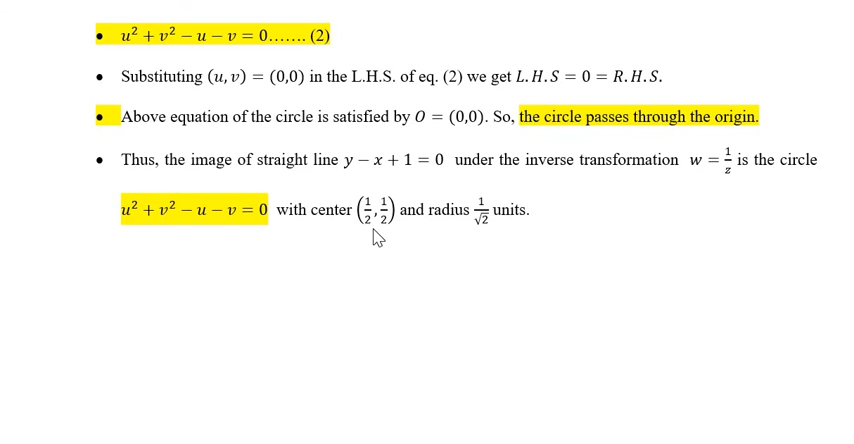 • u² + v² − u − v = 0....... (2)
• Substituting (u, v) = (0,0) in the L.H.S. of eq. (2) we get L.H.S = 0 = R.H.S.
• Above equation of the circle is satisfied by O = (0,0). So, the circle passes through the origin.
• Thus, the image of straight line y − x + 1 = 0 under the inverse transformation w = 1/z is the circle
u² + v² − u − v = 0 with center (1/2, 1/2) and radius 1/√2 units.